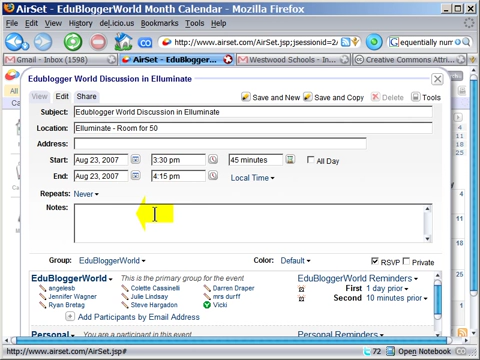 AirSet - EduBloggerWorld Month Calendar - Mozilla Firefox
File Edit View History del.icio.us Bookmarks Tools Help
http://www.airset.com/AirSet.jsp;jsessionid=2
equentially num
Gmail - Inbox (1598)
AirSet - EduBlogger...
Westwood Schools - In...
Creative Commons Attri...
Edublogger World Discussion in Elluminate
View Edit Share
Save and New Save and Copy Delete Tools
Subject: Edublogger World Discussion in Elluminate
Location: Elluminate - Room for 50
Address:
Start: Aug 23, 2007 3:30 pm 45 minutes All Day
End: Aug 23, 2007 4:15 pm Local Time
Repeats: Never
Notes:
Group: EduBloggerWorld Color: Default RSVP Private
EduBloggerWorld This is the primary group for the event EduBloggerWorld Reminders
angelesb Colette Cassinelli Darren Draper First 1 day prior
Jennifer Wagner Julie Lindsay mrs durff Second 10 minutes prior
Ryan Bretag Steve Hargadon Vicki
Add Participants by Email Address
Personal You are a participant in this event Personal Reminders
http://www.airset.com/AirSet.jsp#
72 Open Notebook